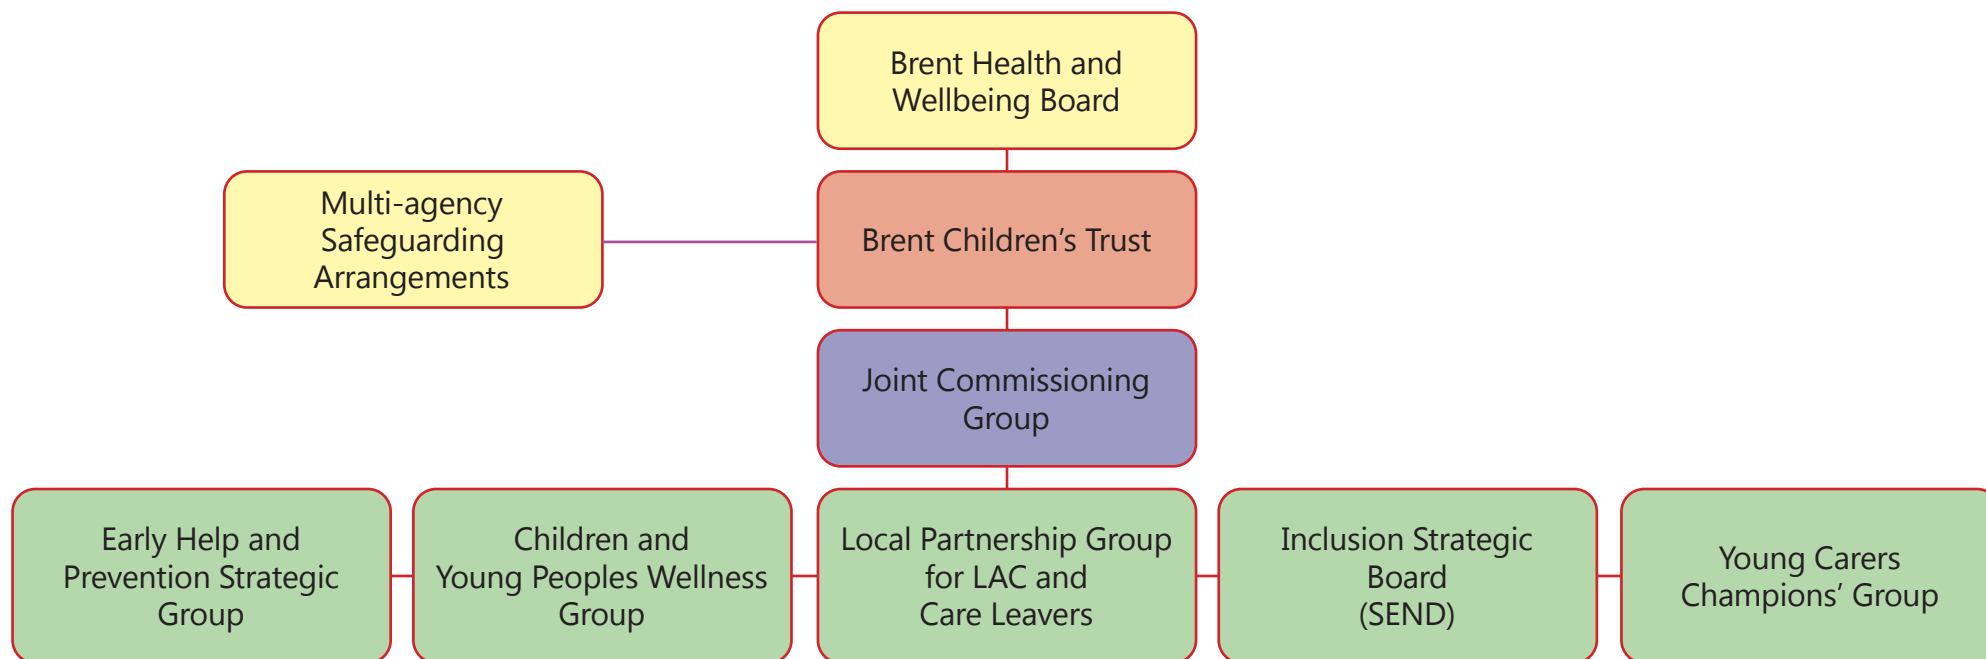 Brent Health and
Wellbeing Board
Multi-agency
Safeguarding
Arrangements
Brent Children’s Trust
Joint Commissioning
Group
Early Help and
Prevention Strategic
Group
Children and
Young Peoples Wellness
Group
Local Partnership Group
for LAC and
Care Leavers
Inclusion Strategic
Board
(SEND)
Young Carers
Champions’ Group